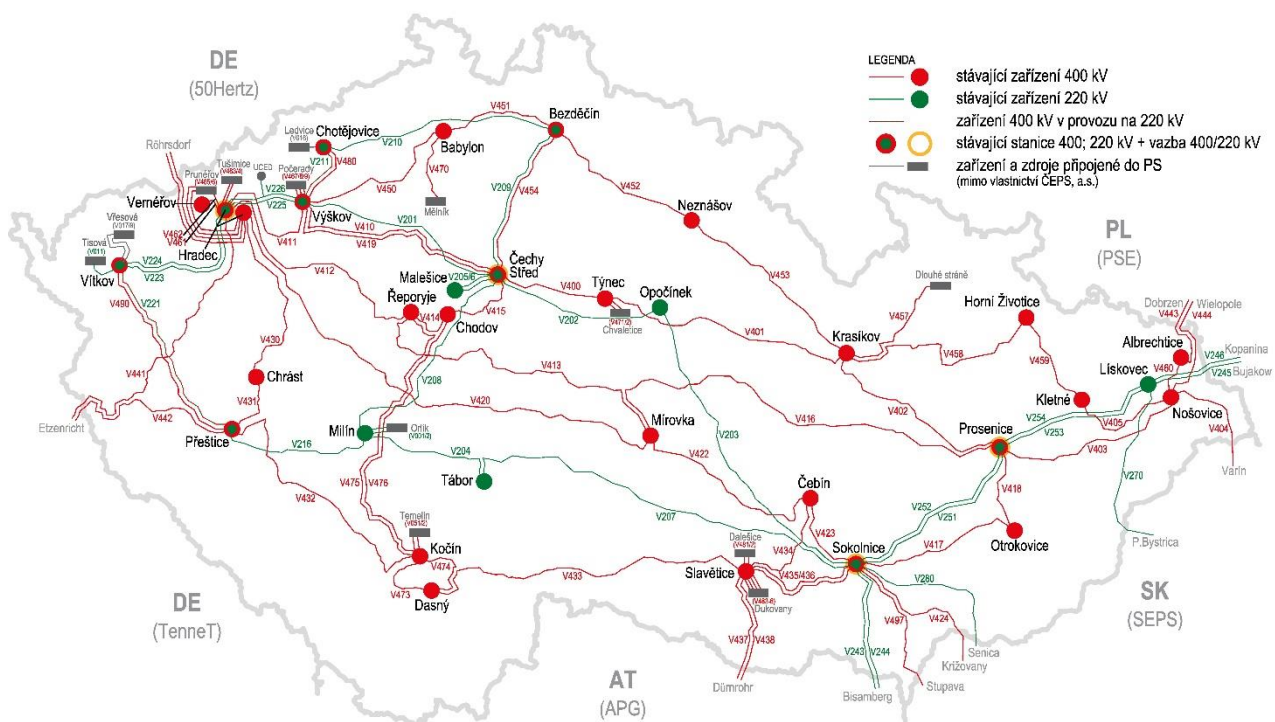 DE
(50Hertz)
LEGENDA
stávající zařízení 400 kV
stávající zařízení 220 kV
zařízení 400 kV v provozu na 220 kV
stávající stanice 400; 220 kV + vazba 400/220 kV
zařízení a zdroje připojené do PS
(mimo vlastnictví ČEPS, a.s.)
V451
Bezděčín
Ledvice
Chotějovice
V210
Babylon
Röhrsdorf
Tušimice
UCED
V211
V480
Počerady
Prunéřov
V226
V225
V450
V470
V209
V454
V452
Mělník
Neznášov
PL
(PSE)
Vernéřov
Výškov
V201
V410
V419
V411
V462
V461
Hradec
Vřesová
Tisová
V224
V223
Vítkov
V412
Malešice
V205/6
Čechy
Střed
V453
V400
Týnec
Opočínek
Dlouhé stráně
Horní Životice
Dobrzen
Wielopole
V443
V444
V490
V221
Řeporyje
V414
Chodov
V415
V202
Chvaletice
V401
V457
Krasíkov
V458
V459
Albrechtice
Kopanina
V246
V245
Bujakow
V460
Lískovec
V430
V441
V442
Chrást
V431
V208
V413
V420
V416
V402
Kletné
V405
Nošovice
V254
V253
V404
Etzenricht
Přeštice
Milín
Orlík
Mírovka
V422
V203
Prosenice
V403
Varín
V216
V204
Tábor
V270
V432
V475
V476
Čebín
V252
V251
V418
V207
V423
Temelín
Kočín
V474
V473
Dasný
V433
Dalešice
V434
Sokolnice
V417
Otrokovice
P.Bystrica
Slavětice
V435/436
Dukovany
V280
DE
(TenneT)
SK
(SEPS)
V437
V438
V497
V424
V243
V244
Senica
Križovany
Stupava
Dürnrohr
Bisamberg
AT
(APG)